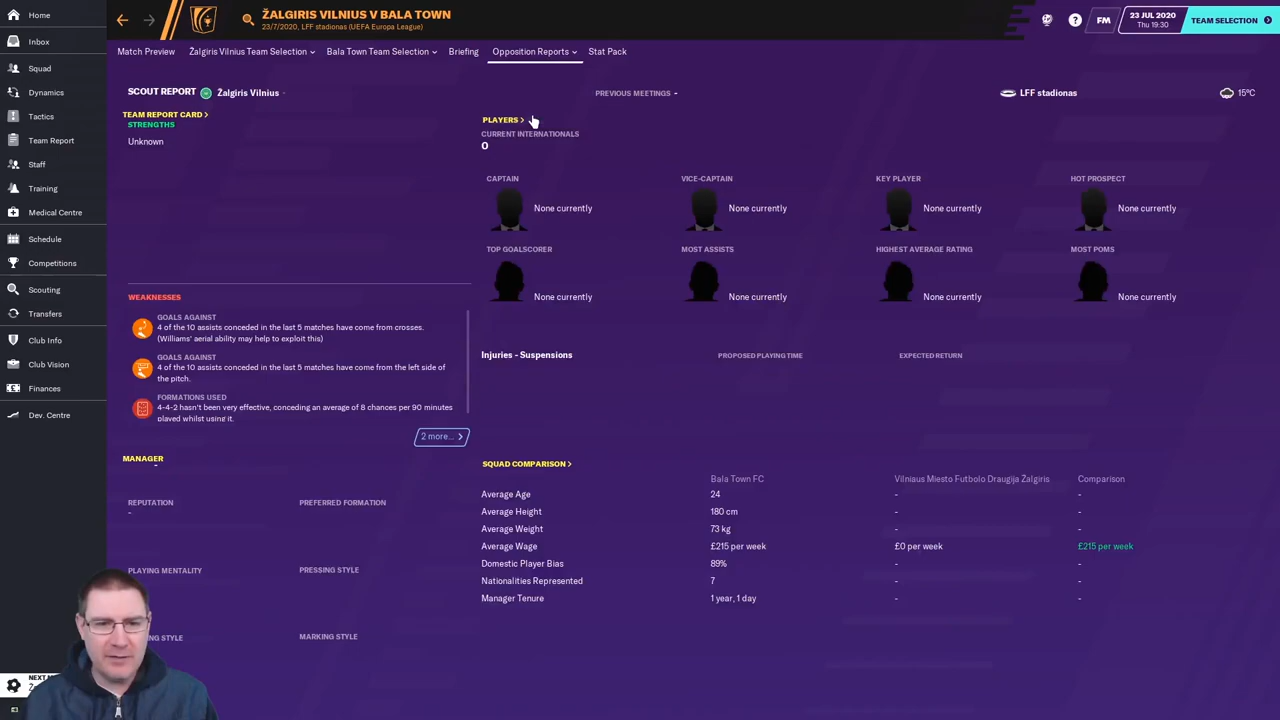 ŽALGIRIS VILNIUS V BALA TOWN
23/7/2020, LFF stadionas (UEFA Europa League)
FM
23 JUL 2020
Thu 19:30
TEAM SELECTION
Home
Inbox
Squad
Dynamics
Tactics
Team Report
Staff
Training
Medical Centre
Schedule
Competitions
Scouting
Transfers
Club Info
Club Vision
Finances
Dev. Centre
Match Preview
Žalgiris Vilnius Team Selection
Bala Town Team Selection
Briefing
Opposition Reports
Stat Pack
SCOUT REPORT Žalgiris Vilnius -
PREVIOUS MEETINGS -
LFF stadionas
15°C
TEAM REPORT CARD >
STRENGTHS
Unknown
WEAKNESSES
GOALS AGAINST
4 of the 10 assists conceded in the last 5 matches have come from crosses.
(Williams' aerial ability may help to exploit this)
GOALS AGAINST
4 of the 10 assists conceded in the last 5 matches have come from the left side of
the pitch.
FORMATIONS USED
4-4-2 hasn't been very effective, conceding an average of 8 chances per 90 minutes
played whilst using it.
2 more... >
MANAGER
-
REPUTATION
-
PREFERRED FORMATION
PLAYING MENTALITY
PRESSING STYLE
STYLE
MARKING STYLE
PLAYERS >
CURRENT INTERNATIONALS
0
CAPTAIN
None currently
VICE-CAPTAIN
None currently
KEY PLAYER
None currently
HOT PROSPECT
None currently
TOP GOALSCORER
None currently
MOST ASSISTS
None currently
HIGHEST AVERAGE RATING
None currently
MOST POMS
None currently
Injuries - Suspensions PROPOSED PLAYING TIME EXPECTED RETURN
SQUAD COMPARISON >
Bala Town FC Vilniaus Miesto Futbolo Draugija Žalgiris Comparison
Average Age 24 - -
Average Height 180 cm - -
Average Weight 73 kg - -
Average Wage £215 per week £0 per week £215 per week
Domestic Player Bias 89% - -
Nationalities Represented 7 - -
Manager Tenure 1 year, 1 day - -